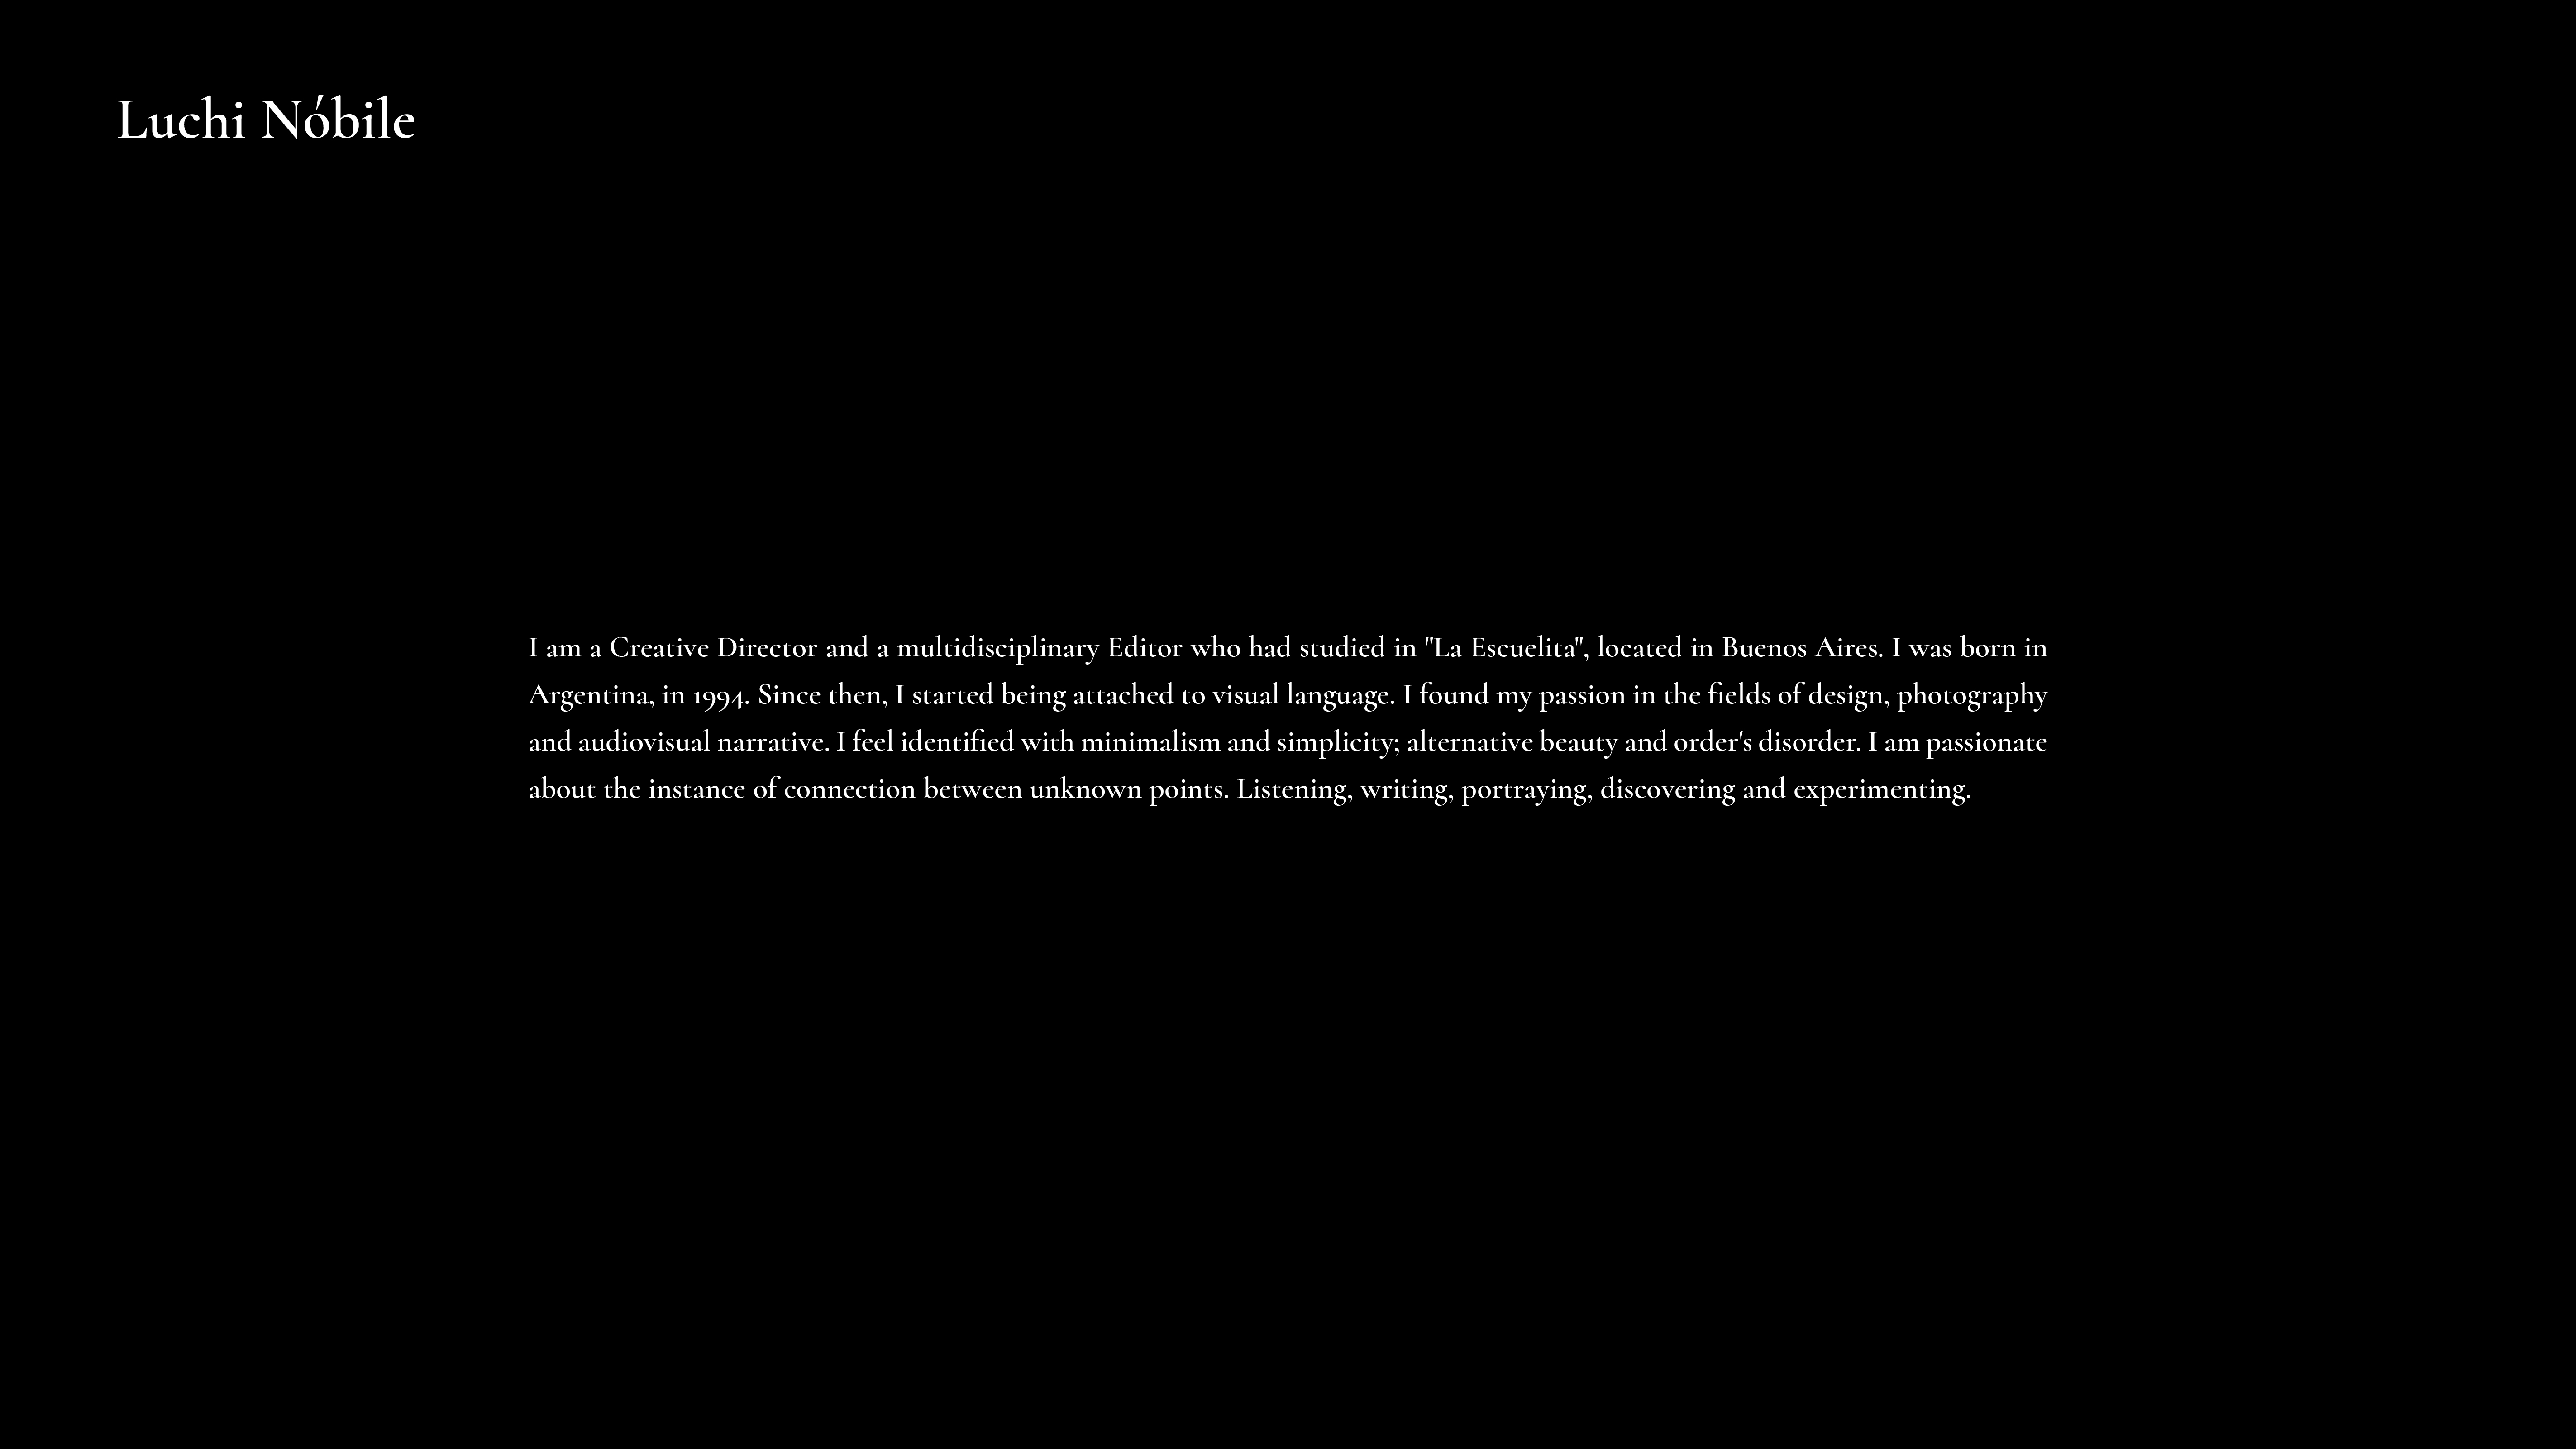 Luchi Nóbile
I am a Creative Director and a multidisciplinary Editor who had studied in "La Escuelita", located in Buenos Aires. I was born in
Argentina, in 1994. Since then, I started being attached to visual language. I found my passion in the fields of design, photography
and audiovisual narrative. I feel identified with minimalism and simplicity; alternative beauty and order's disorder. I am passionate
about the instance of connection between unknown points. Listening, writing, portraying, discovering and experimenting.